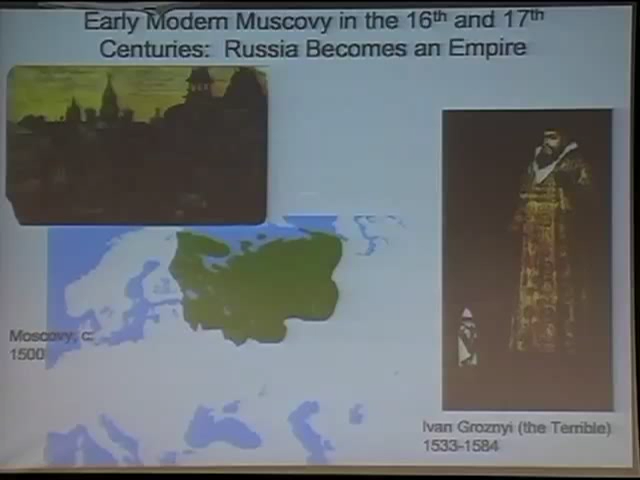 Early Modern Muscovy in the 16th and 17th
Centuries: Russia Becomes an Empire
Moscovy, c.
1500
Ivan Groznyi (the Terrible)
1533-1584